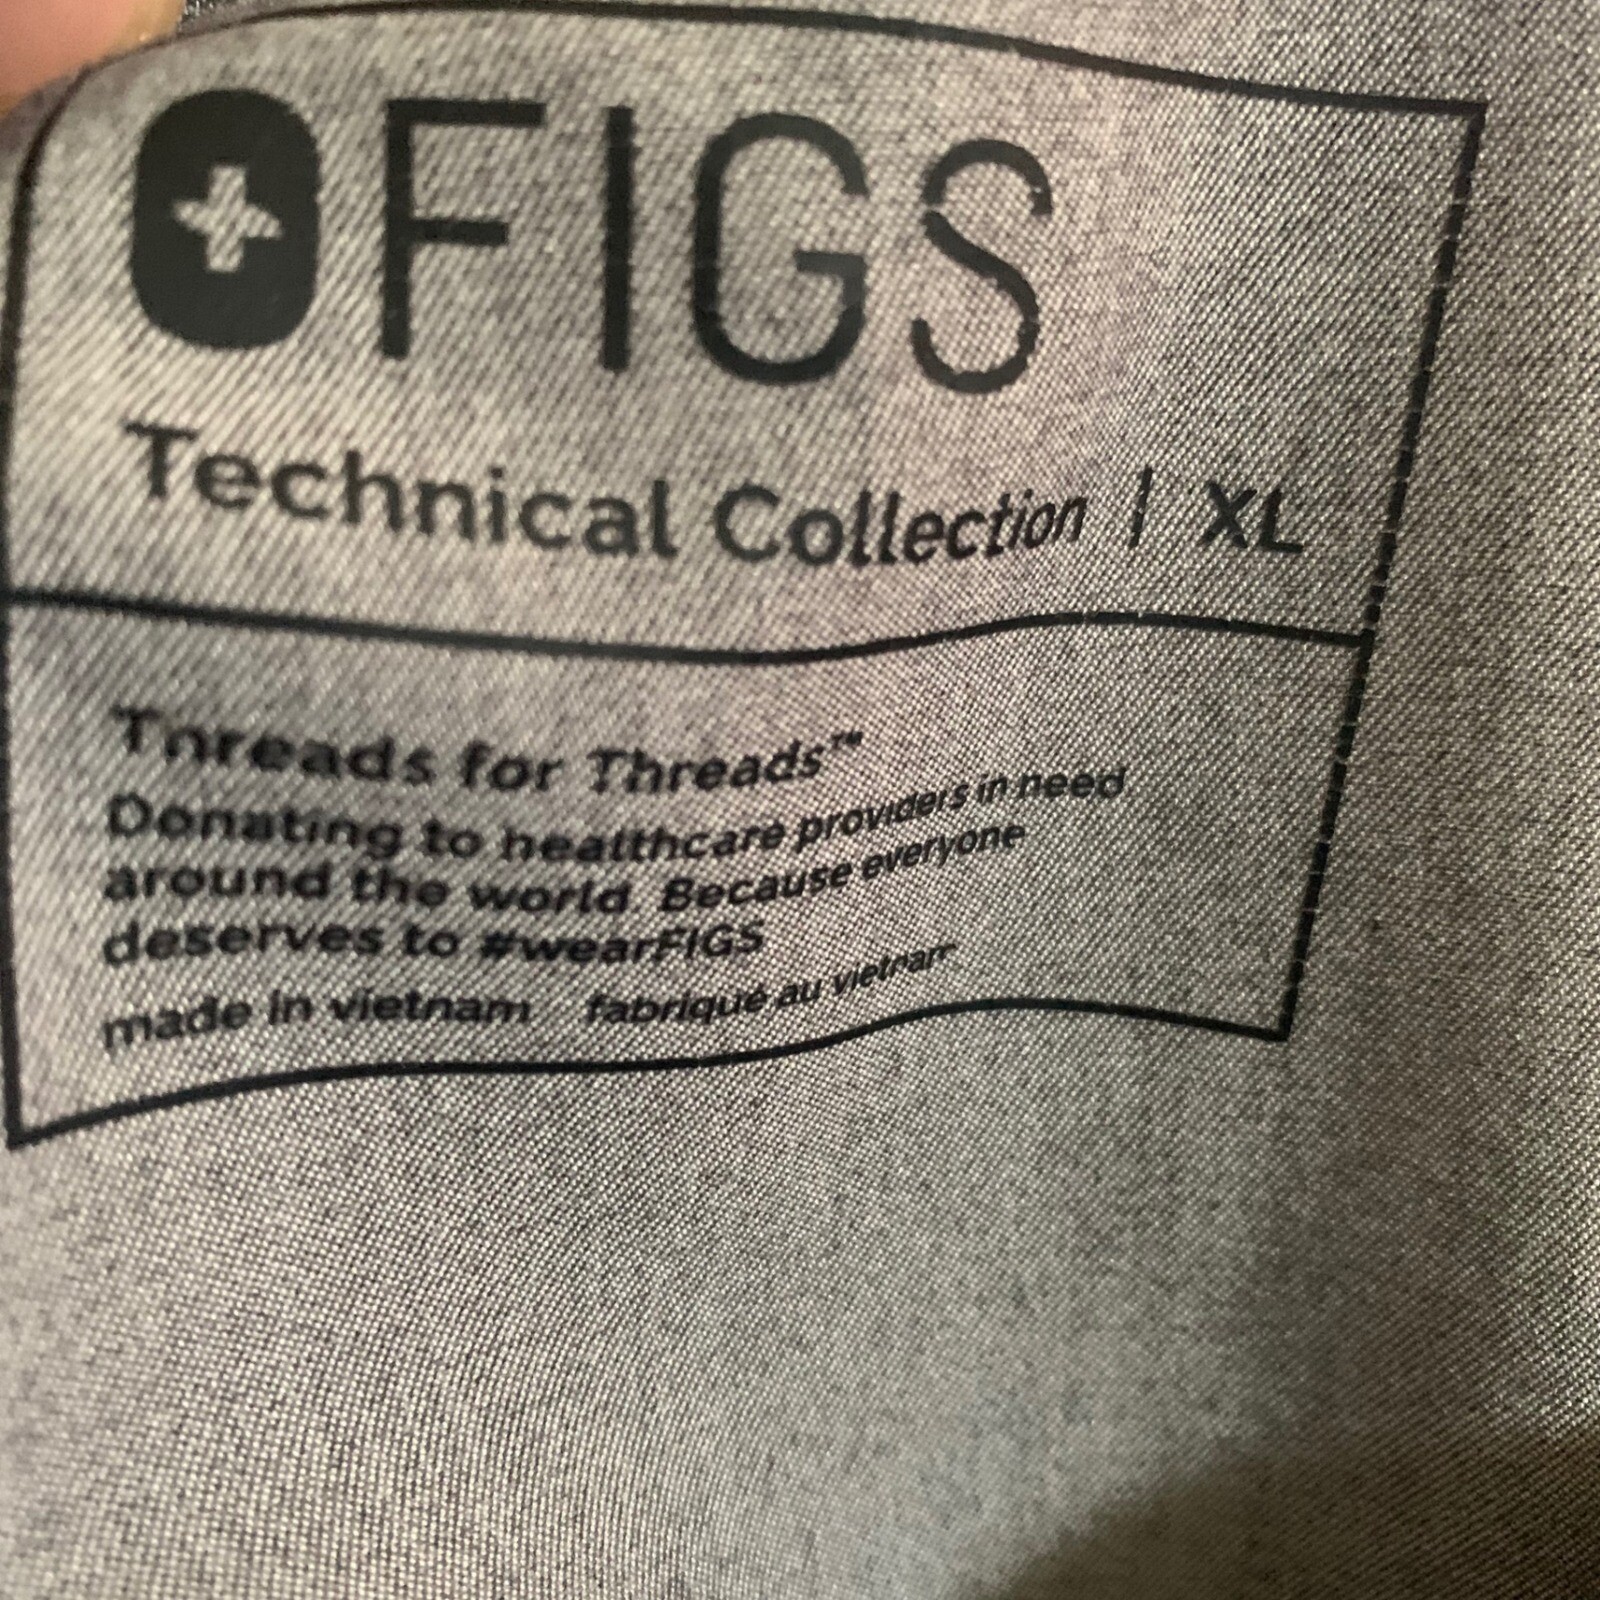 FIGS
Technical Collection | XL
Threads for Threads™
Donating to healthcare providers in need
around the world. Because everyone
deserves to #wearFIGS
made in vietnam fabriqué au vietnam